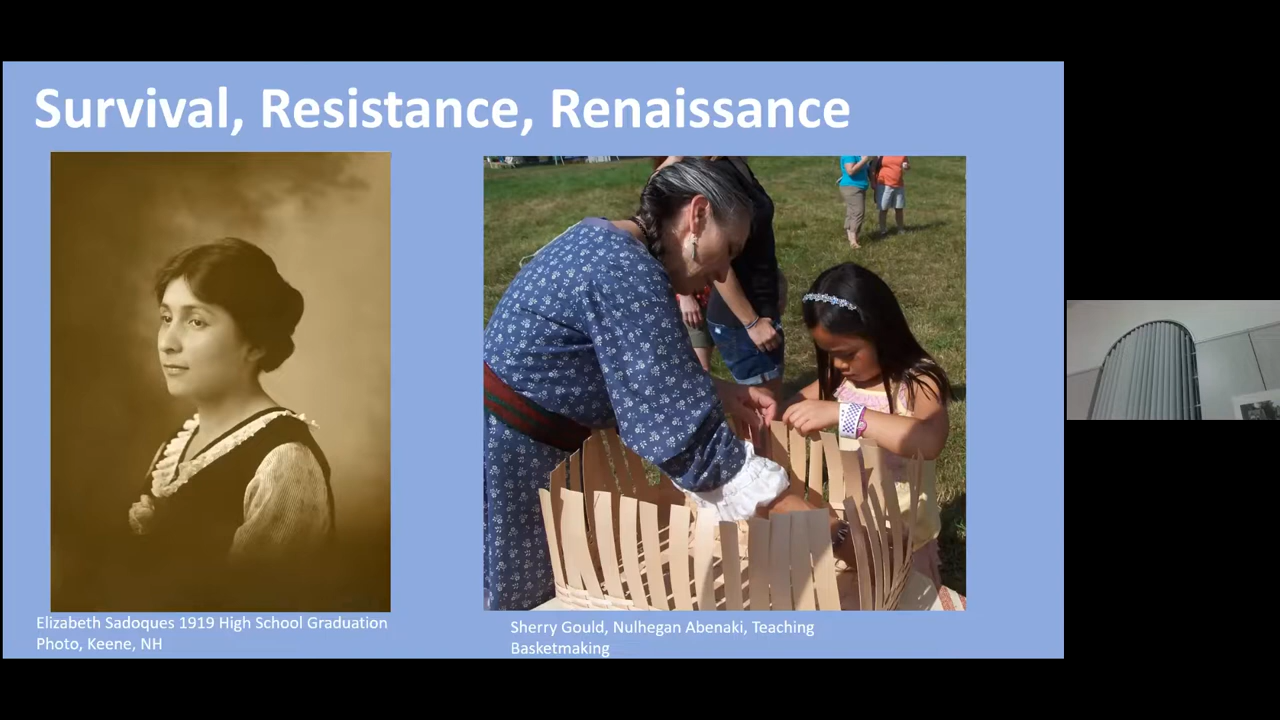 Survival, Resistance, Renaissance
Elizabeth Sadoques 1919 High School Graduation
Photo, Keene, NH
Sherry Gould, Nulhegan Abenaki, Teaching
Basketmaking